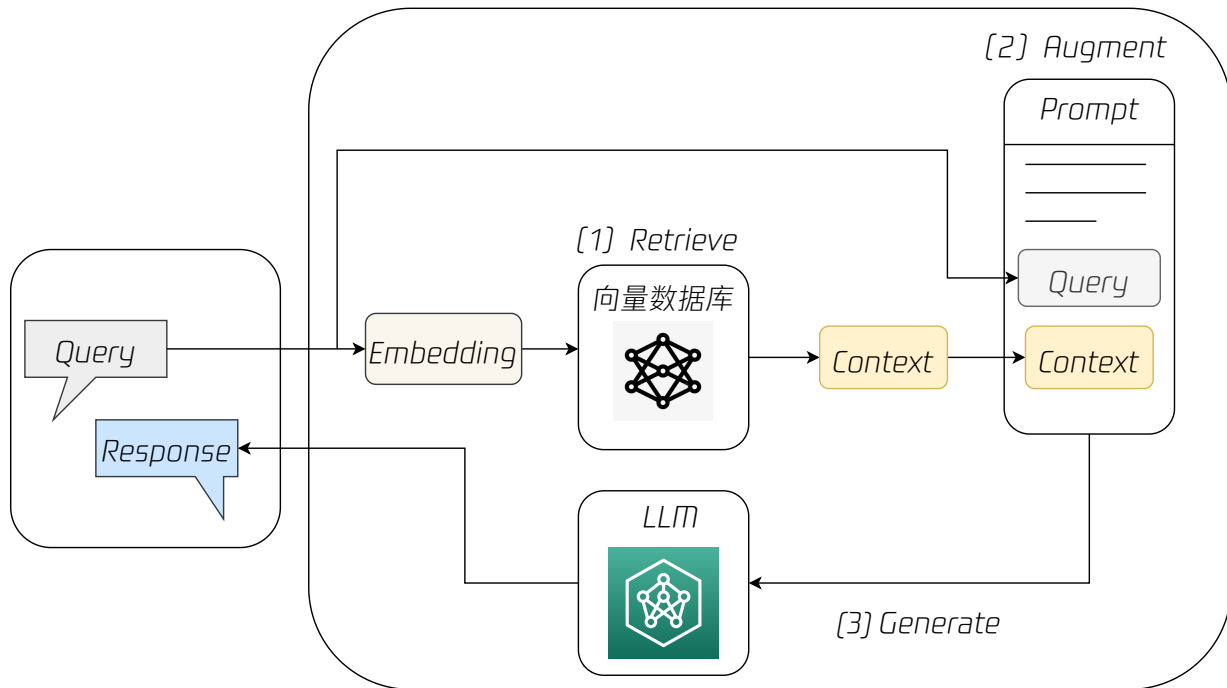 (2) Augment
Prompt
(1) Retrieve
向量数据库
Query
Query
Embedding
Context
Context
Response
LLM
(3) Generate